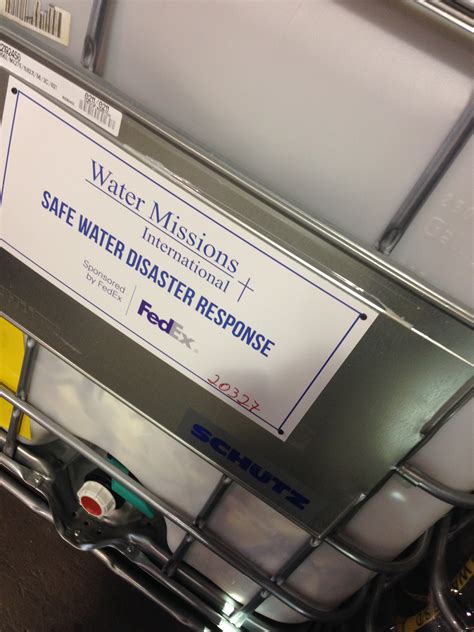 Water Missions
International
SAFE WATER DISASTER RESPONSE
Sponsored
by FedEx
FedEx
20327
SCHUTZ